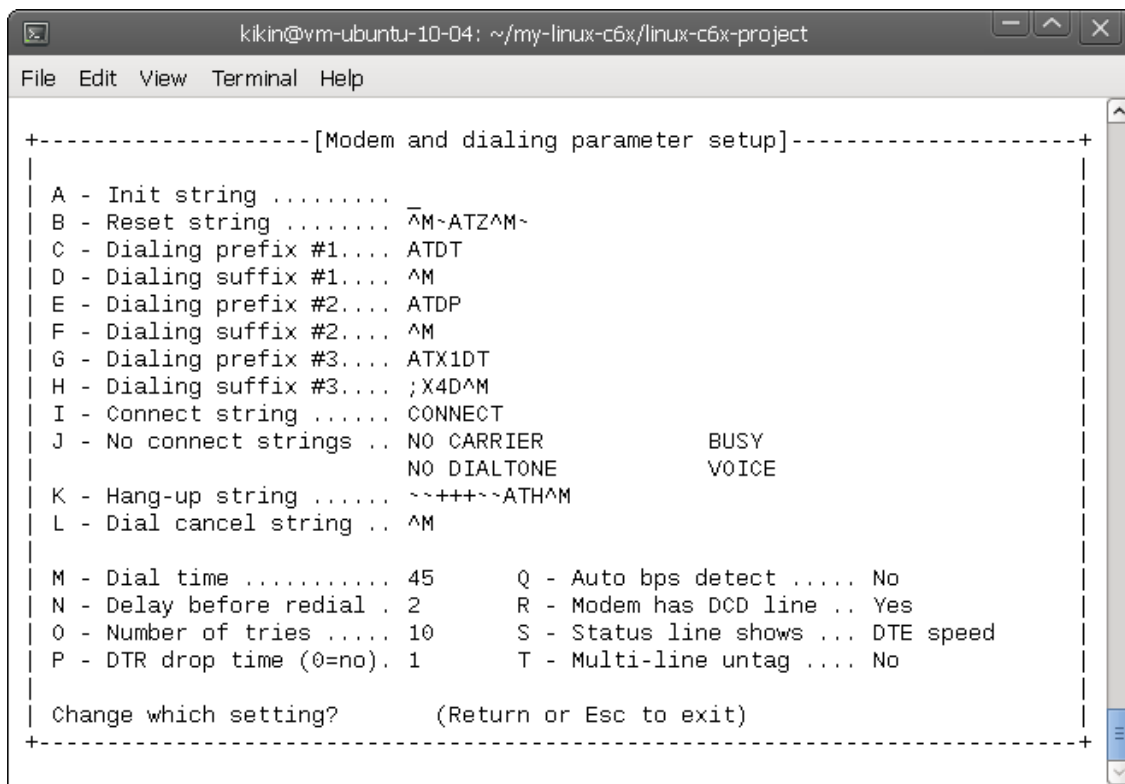 kikin@vm-ubuntu-10-04: ~/my-linux-c6x/linux-c6x-project
File Edit View Terminal Help
+--------------------[Modem and dialing parameter setup]---------------------+
| A - Init string ......... _
| B - Reset string ........ ^M~ATZ^M~
| C - Dialing prefix #1.... ATDT
| D - Dialing suffix #1.... ^M
| E - Dialing prefix #2.... ATDP
| F - Dialing suffix #2.... ^M
| G - Dialing prefix #3.... ATX1DT
| H - Dialing suffix #3.... ;X4D^M
| I - Connect string ...... CONNECT
| J - No connect strings .. NO CARRIER BUSY
| NO DIALTONE VOICE
| K - Hang-up string ...... ~~+++~~ATH^M
| L - Dial cancel string .. ^M
| M - Dial time ........... 45 Q - Auto bps detect ..... No
| N - Delay before redial . 2 R - Modem has DCD line .. Yes
| O - Number of tries ..... 10 S - Status line shows ... DTE speed
| P - DTR drop time (0=no). 1 T - Multi-line untag .... No
| Change which setting? (Return or Esc to exit)